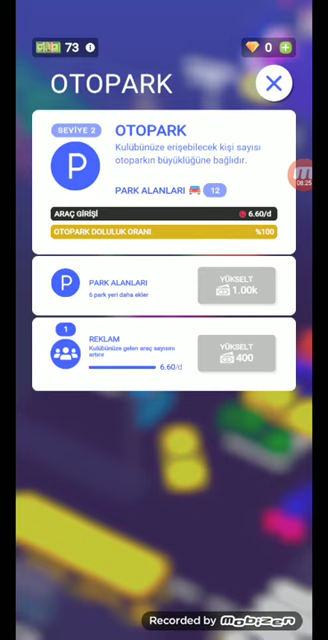 73
0
OTOPARK
SEVİYE 2
OTOPARK
Kulübünüze erişebilecek kişi sayısı
otoparkın büyüklüğüne bağlıdır.
P
PARK ALANLARI 12
ARAÇ GİRİŞİ 6.60/d
OTOPARK DOLULUK ORANI %100
08:25
P
PARK ALANLARI
6 park yeri daha ekler
YÜKSELT
1.00k
1
REKLAM
Kulübünüze gelen araç sayısını
artırır
6.60/d
YÜKSELT
400
Recorded by Mobizen